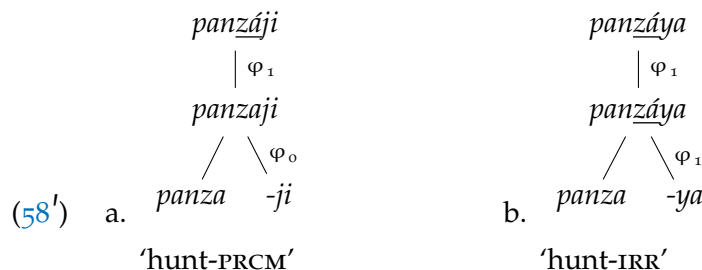 panzáji panzáya
φ₁ φ₁
panzaji panzáya
φ₀ φ₁
(58′) a. panza -ji b. panza -ya
‘hunt-PRCM’ ‘hunt-IRR’